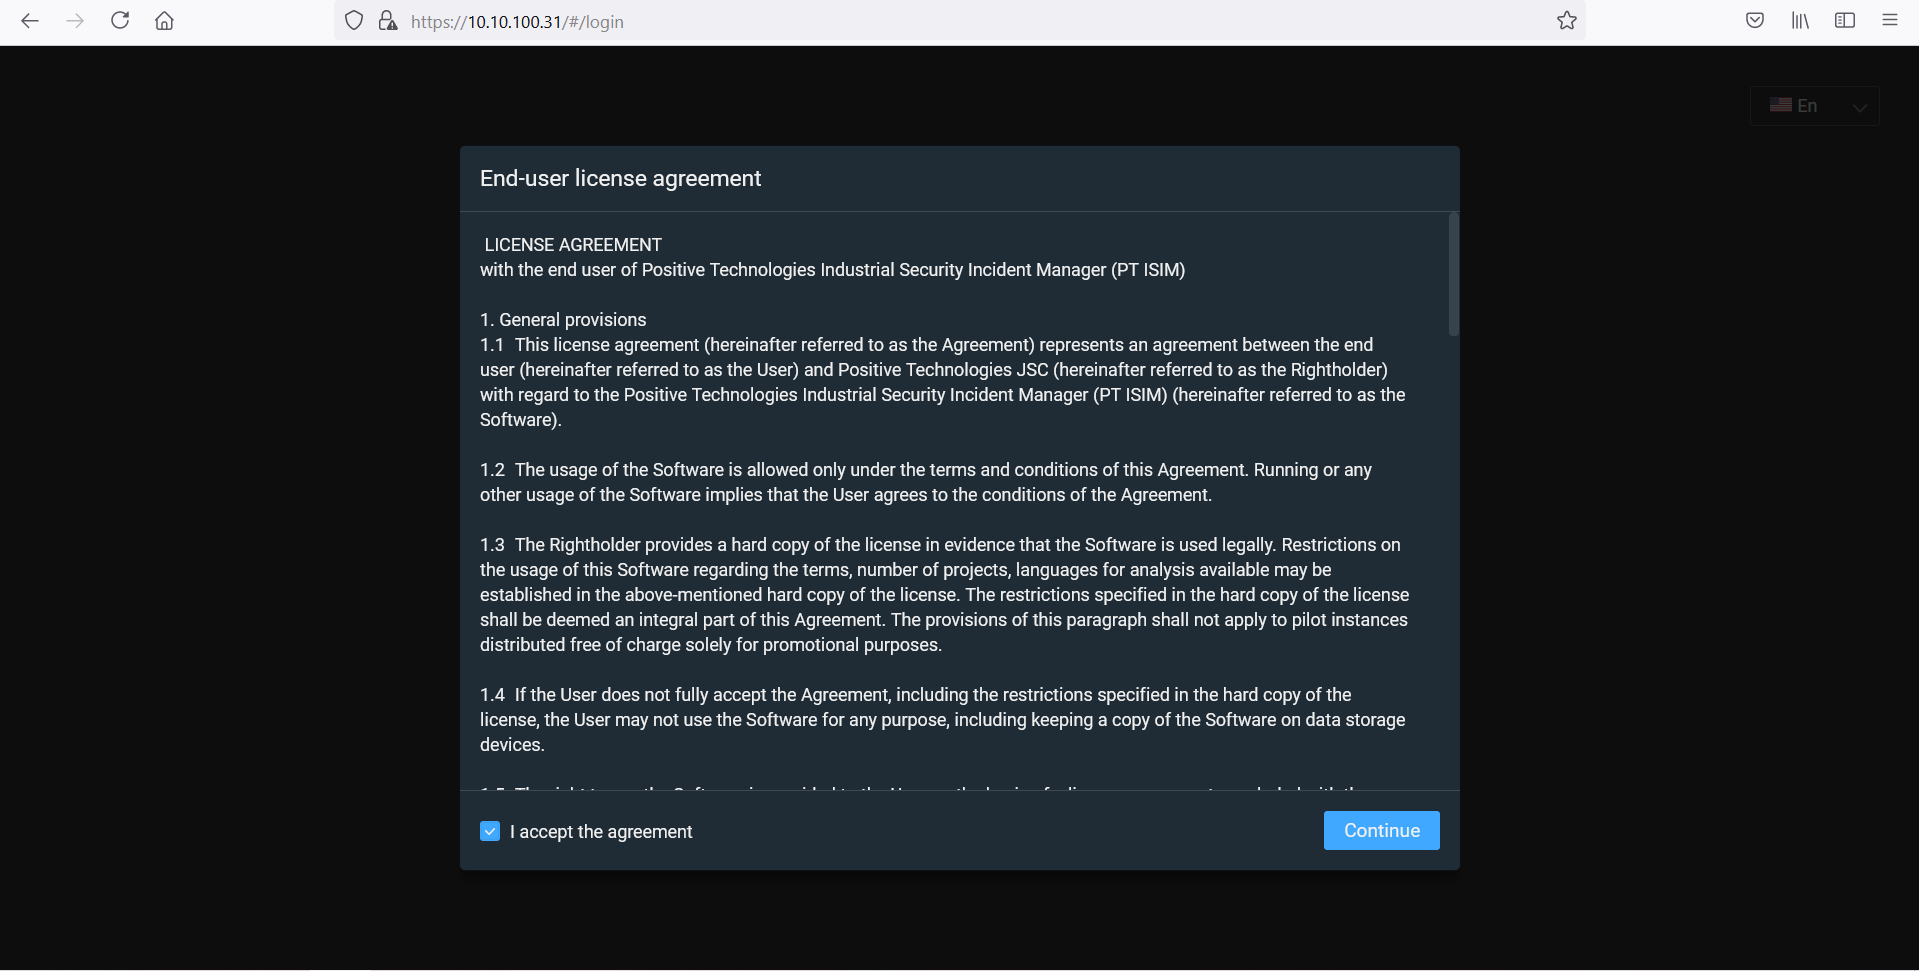 https://10.10.100.31/#/login
En
End-user license agreement
LICENSE AGREEMENT
with the end user of Positive Technologies Industrial Security Incident Manager (PT ISIM)
1. General provisions
1.1 This license agreement (hereinafter referred to as the Agreement) represents an agreement between the end
user (hereinafter referred to as the User) and Positive Technologies JSC (hereinafter referred to as the Rightholder)
with regard to the Positive Technologies Industrial Security Incident Manager (PT ISIM) (hereinafter referred to as the
Software).
1.2 The usage of the Software is allowed only under the terms and conditions of this Agreement. Running or any
other usage of the Software implies that the User agrees to the conditions of the Agreement.
1.3 The Rightholder provides a hard copy of the license in evidence that the Software is used legally. Restrictions on
the usage of this Software regarding the terms, number of projects, languages for analysis available may be
established in the above-mentioned hard copy of the license. The restrictions specified in the hard copy of the license
shall be deemed an integral part of this Agreement. The provisions of this paragraph shall not apply to pilot instances
distributed free of charge solely for promotional purposes.
1.4 If the User does not fully accept the Agreement, including the restrictions specified in the hard copy of the
license, the User may not use the Software for any purpose, including keeping a copy of the Software on data storage
devices.
I accept the agreement
Continue